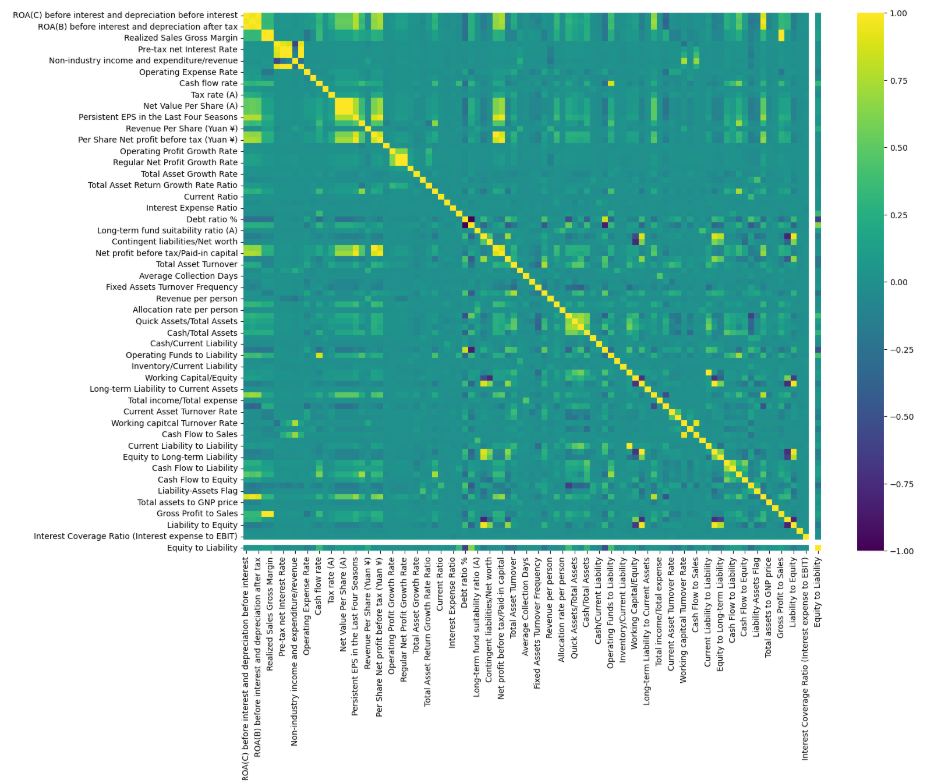 ROA(C) before interest and depreciation before interest
ROA(B) before interest and depreciation after tax
Realized Sales Gross Margin
Pre-tax net Interest Rate
Non-industry income and expenditure/revenue
Operating Expense Rate
Cash flow rate
Tax rate (A)
Net Value Per Share (A)
Persistent EPS in the Last Four Seasons
Revenue Per Share (Yuan ¥)
Per Share Net profit before tax (Yuan ¥)
Operating Profit Growth Rate
Regular Net Profit Growth Rate
Total Asset Growth Rate
Total Asset Return Growth Rate Ratio
Current Ratio
Interest Expense Ratio
Debt ratio %
Long-term fund suitability ratio (A)
Contingent liabilities/Net worth
Net profit before tax/Paid-in capital
Total Asset Turnover
Average Collection Days
Fixed Assets Turnover Frequency
Revenue per person
Allocation rate per person
Quick Assets/Total Assets
Cash/Total Assets
Cash/Current Liability
Operating Funds to Liability
Inventory/Current Liability
Working Capital/Equity
Long-term Liability to Current Assets
Total income/Total expense
Current Asset Turnover Rate
Working capitcal Turnover Rate
Cash Flow to Sales
Current Liability to Liability
Equity to Long-term Liability
Cash Flow to Liability
Cash Flow to Equity
Liability-Assets Flag
Total assets to GNP price
Gross Profit to Sales
Liability to Equity
Interest Coverage Ratio (Interest expense to EBIT)
Equity to Liability
ROA(C) before interest and depreciation before interest
ROA(B) before interest and depreciation after tax
Realized Sales Gross Margin
Pre-tax net Interest Rate
Non-industry income and expenditure/revenue
Operating Expense Rate
Cash flow rate
Tax rate (A)
Net Value Per Share (A)
Persistent EPS in the Last Four Seasons
Revenue Per Share (Yuan ¥)
Per Share Net profit before tax (Yuan ¥)
Operating Profit Growth Rate
Regular Net Profit Growth Rate
Total Asset Growth Rate
Total Asset Return Growth Rate Ratio
Current Ratio
Interest Expense Ratio
Debt ratio %
Long-term fund suitability ratio (A)
Contingent liabilities/Net worth
Net profit before tax/Paid-in capital
Total Asset Turnover
Average Collection Days
Fixed Assets Turnover Frequency
Revenue per person
Allocation rate per person
Quick Assets/Total Assets
Cash/Total Assets
Cash/Current Liability
Operating Funds to Liability
Inventory/Current Liability
Working Capital/Equity
Long-term Liability to Current Assets
Total income/Total expense
Current Asset Turnover Rate
Working capitcal Turnover Rate
Cash Flow to Sales
Current Liability to Liability
Equity to Long-term Liability
Cash Flow to Liability
Cash Flow to Equity
Liability-Assets Flag
Total assets to GNP price
Gross Profit to Sales
Liability to Equity
Interest Coverage Ratio (Interest expense to EBIT)
Equity to Liability
1.00
0.75
0.50
0.25
0.00
−0.25
−0.50
−0.75
−1.00